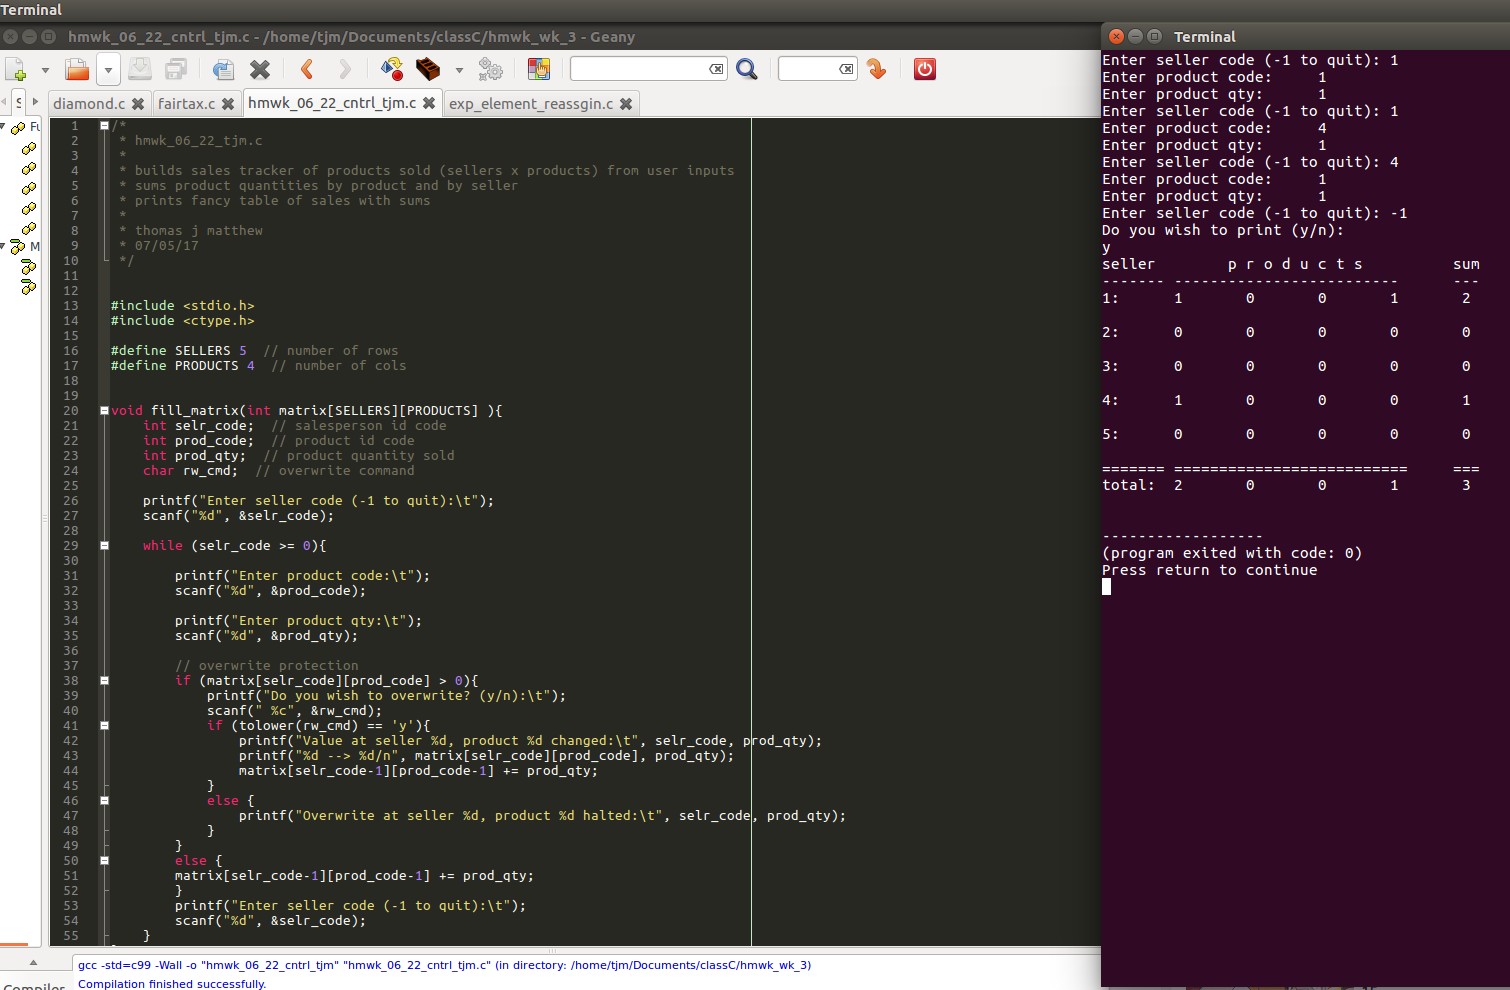 Terminal
hmwk_06_22_cntrl_tjm.c - /home/tjm/Documents/classC/hmwk_wk_3 - Geany
S
diamond.c
fairtax.c
hmwk_06_22_cntrl_tjm.c
exp_element_reassgin.c
Fu
M
1 /*
2  * hmwk_06_22_tjm.c
3  *
4  * builds sales tracker of products sold (sellers x products) from user inputs
5  * sums product quantities by product and by seller
6  * prints fancy table of sales with sums
7  *
8  * thomas j matthew
9  * 07/05/17
10  */
11
12
13 #include <stdio.h>
14 #include <ctype.h>
15
16 #define SELLERS 5  // number of rows
17 #define PRODUCTS 4  // number of cols
18
19
20 void fill_matrix(int matrix[SELLERS][PRODUCTS] ){
21     int selr_code;  // salesperson id code
22     int prod_code;  // product id code
23     int prod_qty;  // product quantity sold
24     char rw_cmd;  // overwrite command
25
26     printf("Enter seller code (-1 to quit):\t");
27     scanf("%d", &selr_code);
28
29     while (selr_code >= 0){
30
31         printf("Enter product code:\t");
32         scanf("%d", &prod_code);
33
34         printf("Enter product qty:\t");
35         scanf("%d", &prod_qty);
36
37         // overwrite protection
38         if (matrix[selr_code][prod_code] > 0){
39             printf("Do you wish to overwrite? (y/n):\t");
40             scanf(" %c", &rw_cmd);
41             if (tolower(rw_cmd) == 'y'){
42                 printf("Value at seller %d, product %d changed:\t", selr_code, prod_qty);
43                 printf("%d --> %d/n", matrix[selr_code][prod_code], prod_qty);
44                 matrix[selr_code-1][prod_code-1] += prod_qty;
45             }
46             else {
47                 printf("Overwrite at seller %d, product %d halted:\t", selr_code, prod_qty);
48             }
49         }
50         else {
51         matrix[selr_code-1][prod_code-1] += prod_qty;
52         }
53         printf("Enter seller code (-1 to quit):\t");
54         scanf("%d", &selr_code);
55     }
gcc -std=c99 -Wall -o "hmwk_06_22_cntrl_tjm" "hmwk_06_22_cntrl_tjm.c" (in directory: /home/tjm/Documents/classC/hmwk_wk_3)
Compilation finished successfully.
Compiler
Terminal
Enter seller code (-1 to quit): 1
Enter product code:     1
Enter product qty:      1
Enter seller code (-1 to quit): 1
Enter product code:     4
Enter product qty:      1
Enter seller code (-1 to quit): 4
Enter product code:     1
Enter product qty:      1
Enter seller code (-1 to quit): -1
Do you wish to print (y/n):
y
seller        p r o d u c t s          sum
------- -------------------------      ---
1:      1       0       0       1       2
2:      0       0       0       0       0
3:      0       0       0       0       0
4:      1       0       0       0       1
5:      0       0       0       0       0
======= ==========================     ===
total:  2       0       0       1       3
------------------
(program exited with code: 0)
Press return to continue